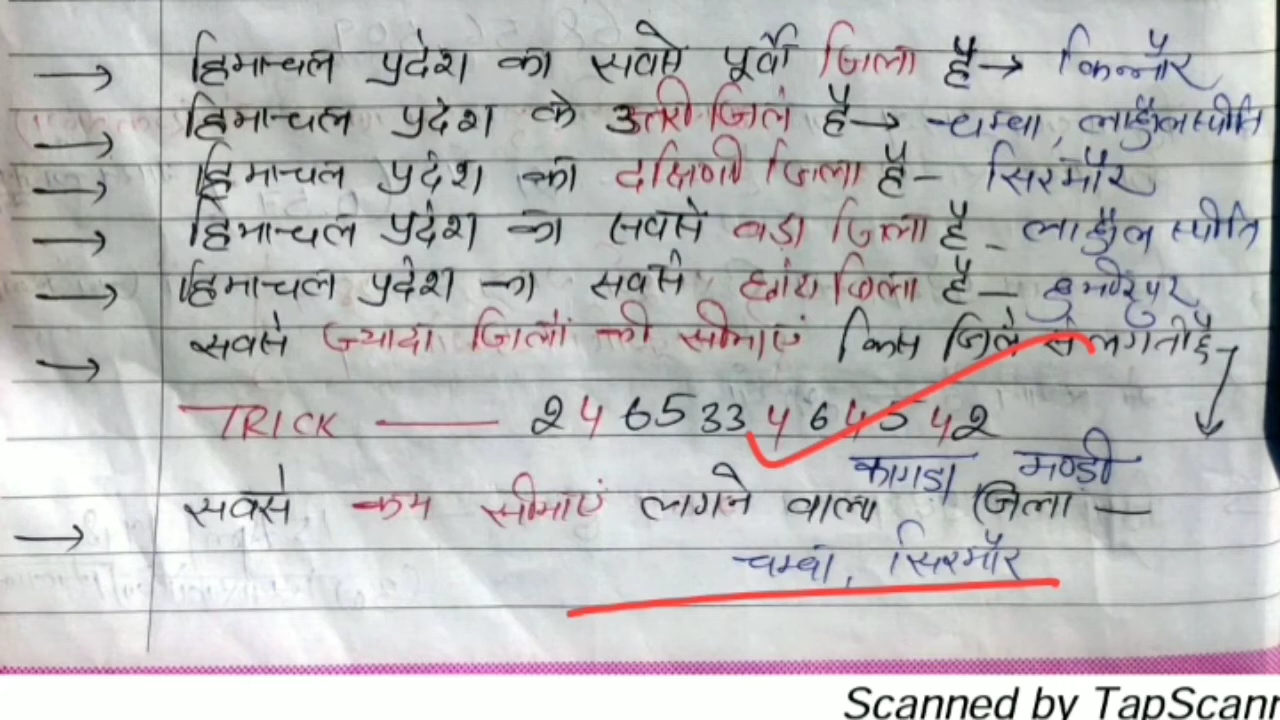 → हिमाचल प्रदेश का सबसे पूर्वी जिला है → किन्नौर
→ हिमाचल प्रदेश के उत्तरी जिले है → चम्बा, लाहौल स्पीति
→ हिमाचल प्रदेश का दक्षिणी जिला है - सिरमौर
→ हिमाचल प्रदेश का सबसे बड़ा जिला है - लाहौल स्पीति
→ हिमाचल प्रदेश का सबसे छोटा जिला है - हमीरपुर
→ सबसे ज्यादा जिलों की सीमाएं किस जिले से लगती है -
TRICK — 2 4 6 5 3 3 4 6 4 5 4 2
कागड़ा, मण्डी
→ सबसे कम सीमाएं लगने वाला जिला —
चम्बा, सिरमौर
Scanned by TapScann